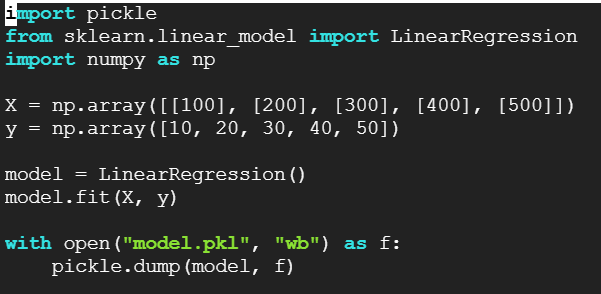 import pickle
from sklearn.linear_model import LinearRegression
import numpy as np
X = np.array([[100], [200], [300], [400], [500]])
y = np.array([10, 20, 30, 40, 50])
model = LinearRegression()
model.fit(X, y)
with open("model.pkl", "wb") as f:
    pickle.dump(model, f)